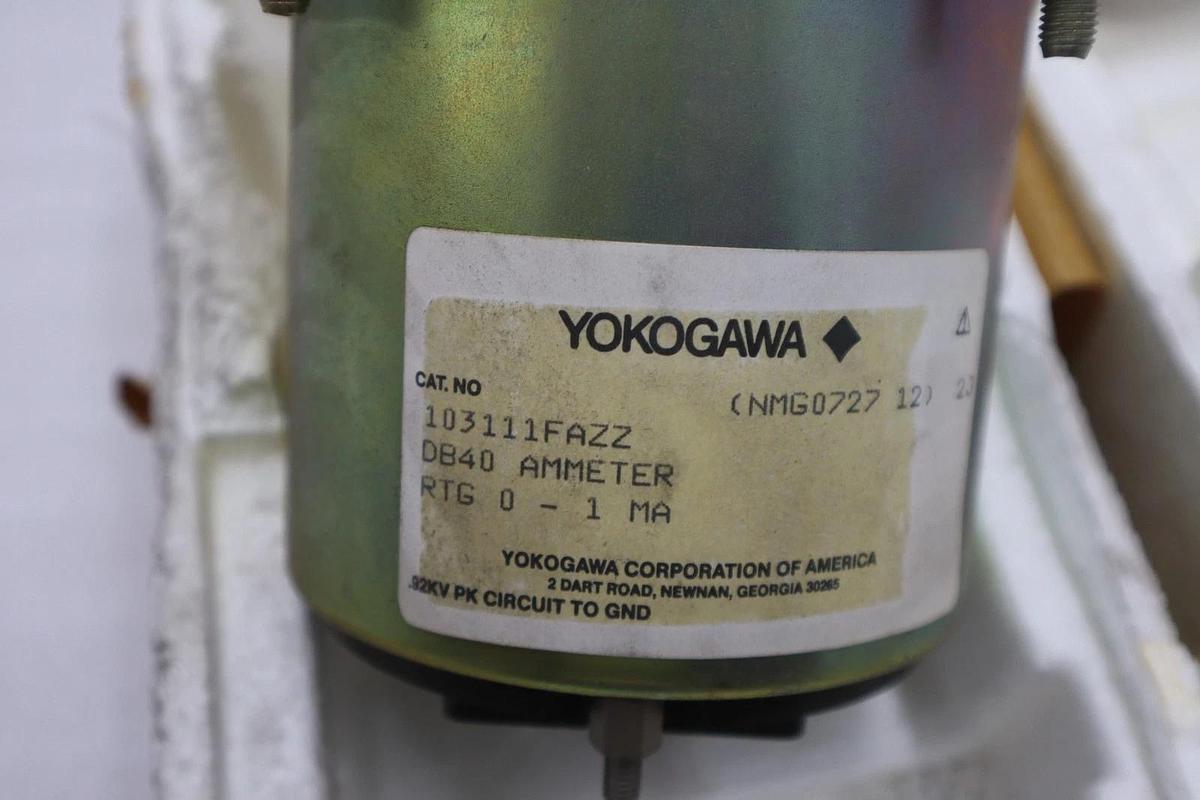 YOKOGAWA
CAT. NO
(NMG0727 12)
103111FAZZ
DB40 AMMETER
RTG 0 - 1 MA
YOKOGAWA CORPORATION OF AMERICA
2 DART ROAD, NEWNAN, GEORGIA 30265
.92KV PK CIRCUIT TO GND